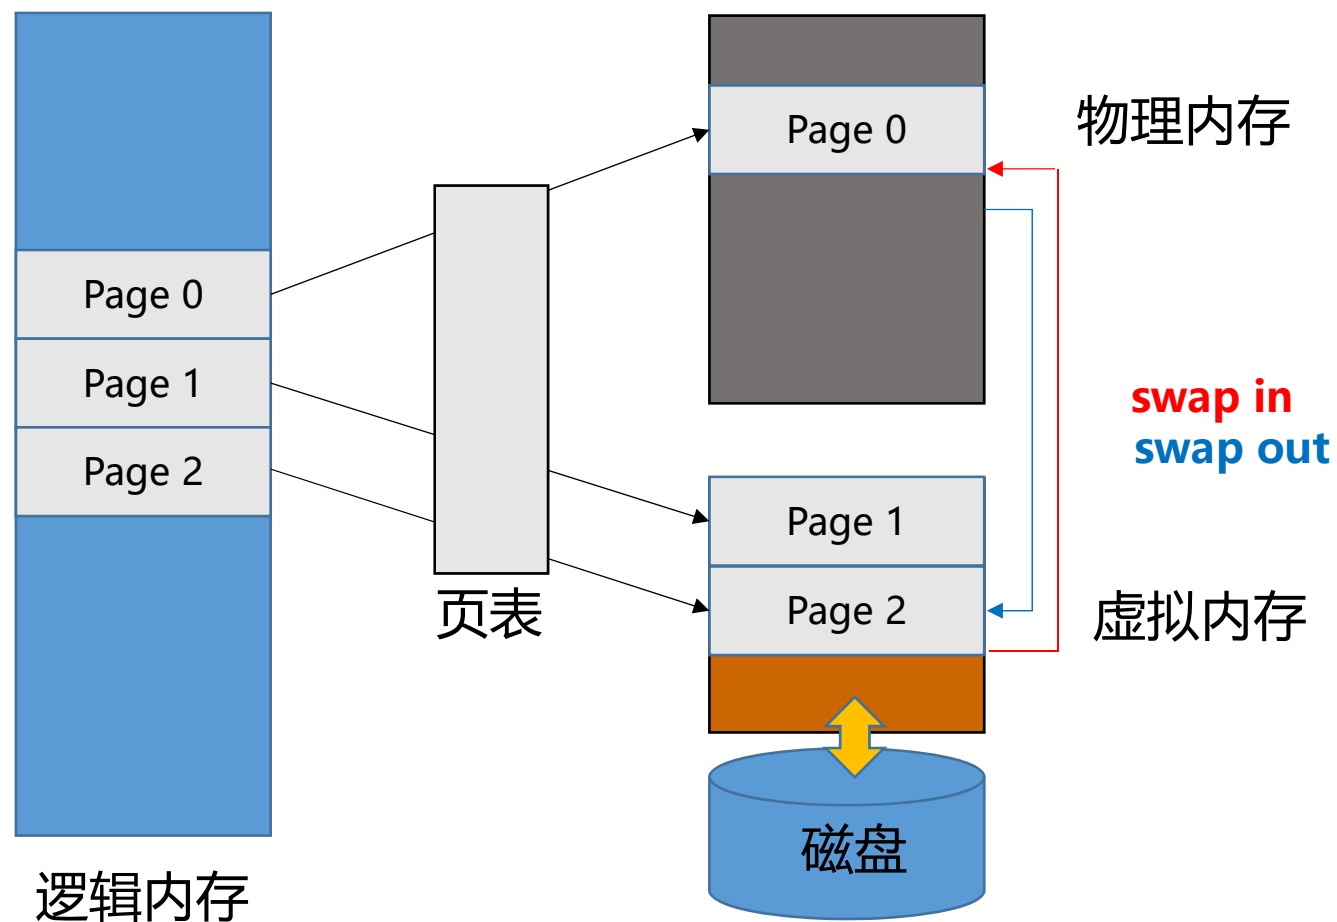 Page 0
Page 1
Page 2
逻辑内存
页表
Page 0
物理内存
swap in
swap out
Page 1
Page 2
虚拟内存
磁盘